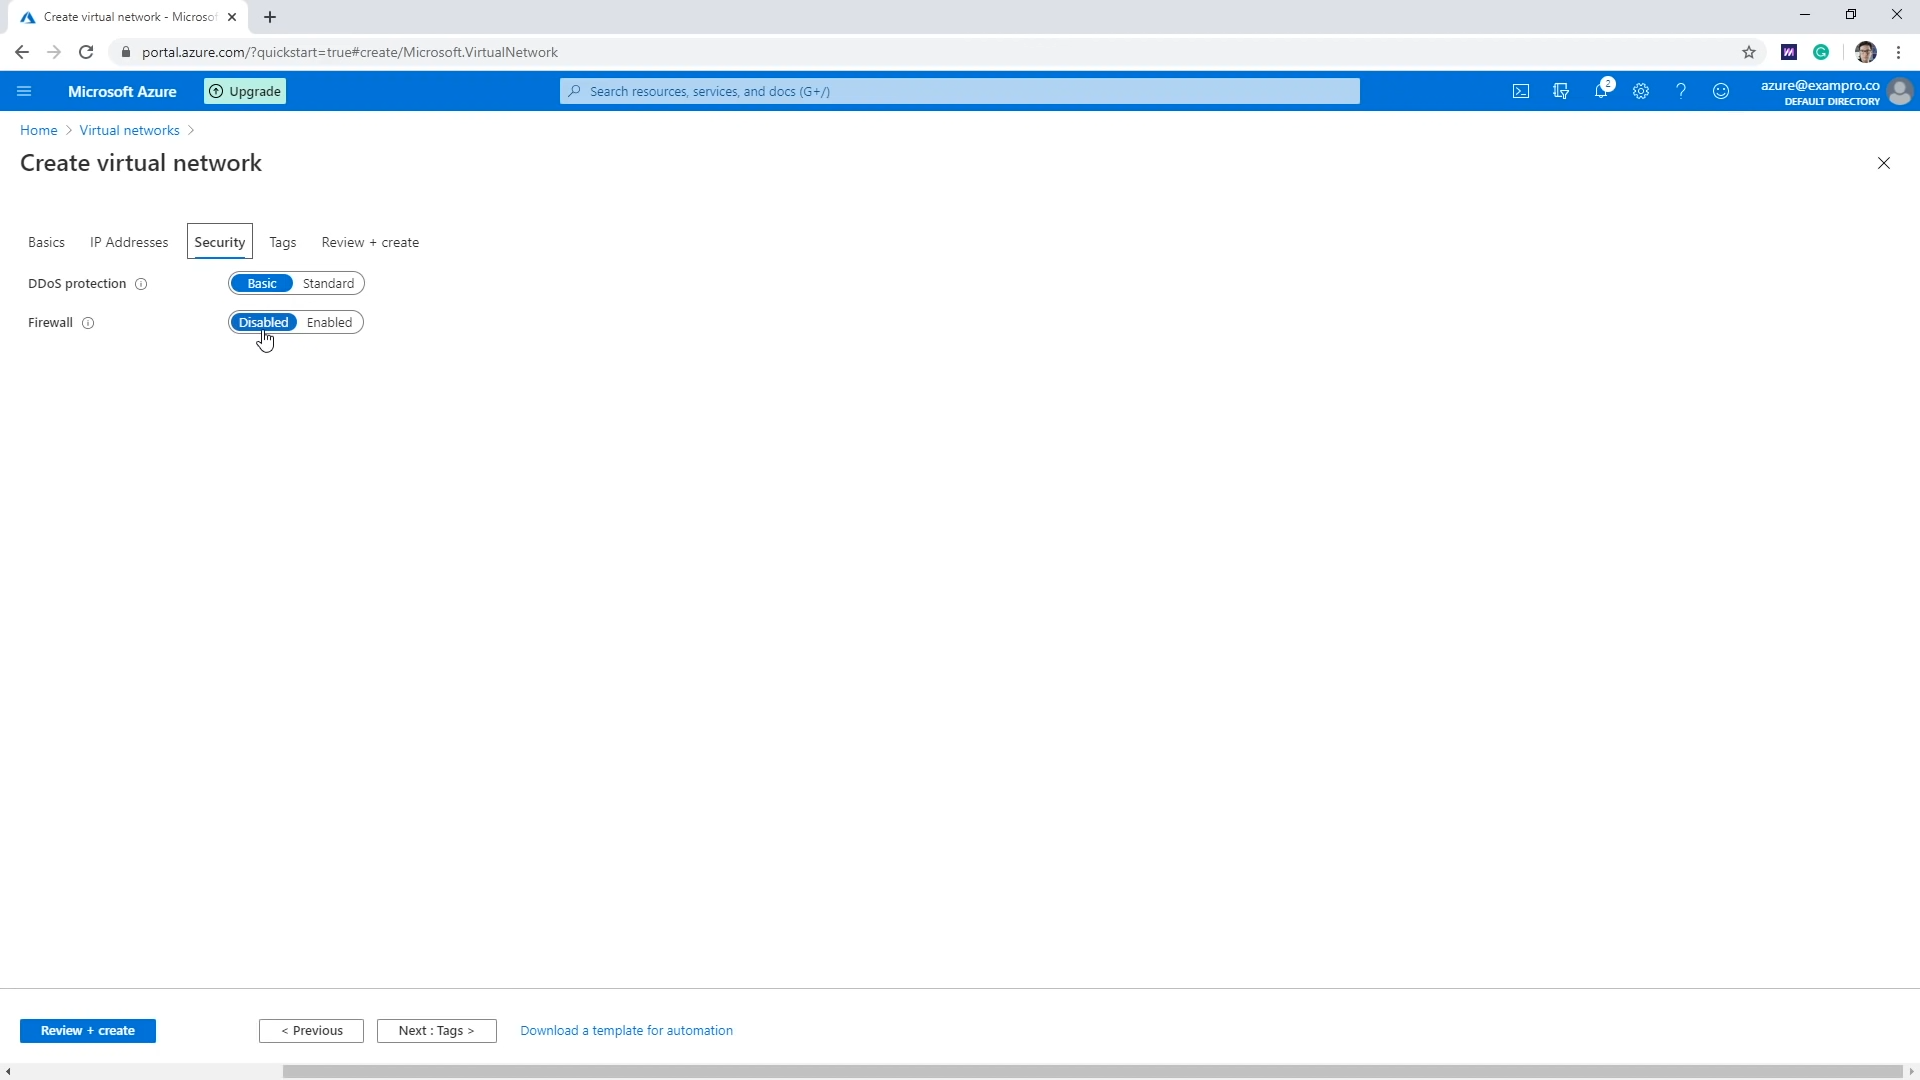 Create virtual network - Microsof
portal.azure.com/?quickstart=true#create/Microsoft.VirtualNetwork
Microsoft Azure
Upgrade
Search resources, services, and docs (G+/)
2
azure@exampro.co
DEFAULT DIRECTORY
Home > Virtual networks >
Create virtual network
Basics IP Addresses Security Tags Review + create
DDoS protection Basic Standard
Firewall Disabled Enabled
Review + create < Previous Next : Tags > Download a template for automation